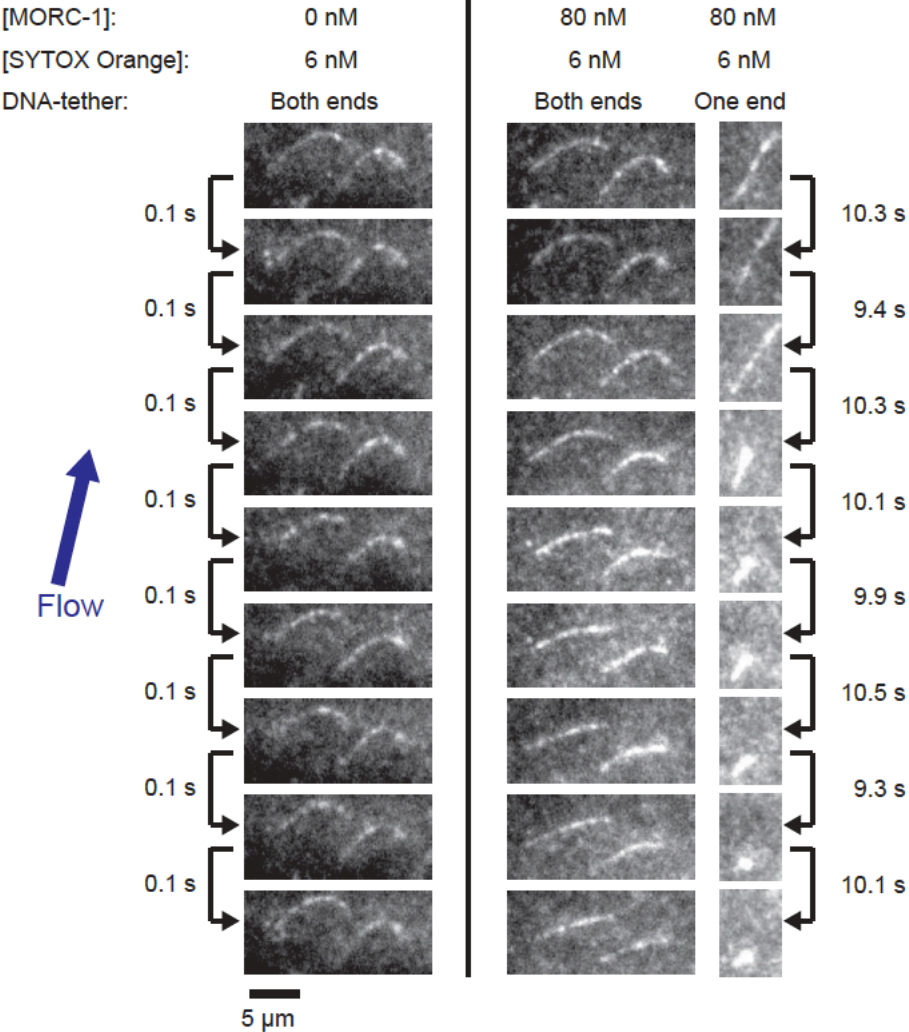 [MORC-1]: 0 nM 80 nM 80 nM
[SYTOX Orange]: 6 nM 6 nM 6 nM
DNA-tether: Both ends Both ends One end
0.1 s 10.3 s
0.1 s 9.4 s
0.1 s 10.3 s
0.1 s 10.1 s
Flow
0.1 s 9.9 s
0.1 s 10.5 s
0.1 s 9.3 s
0.1 s 10.1 s
5 µm